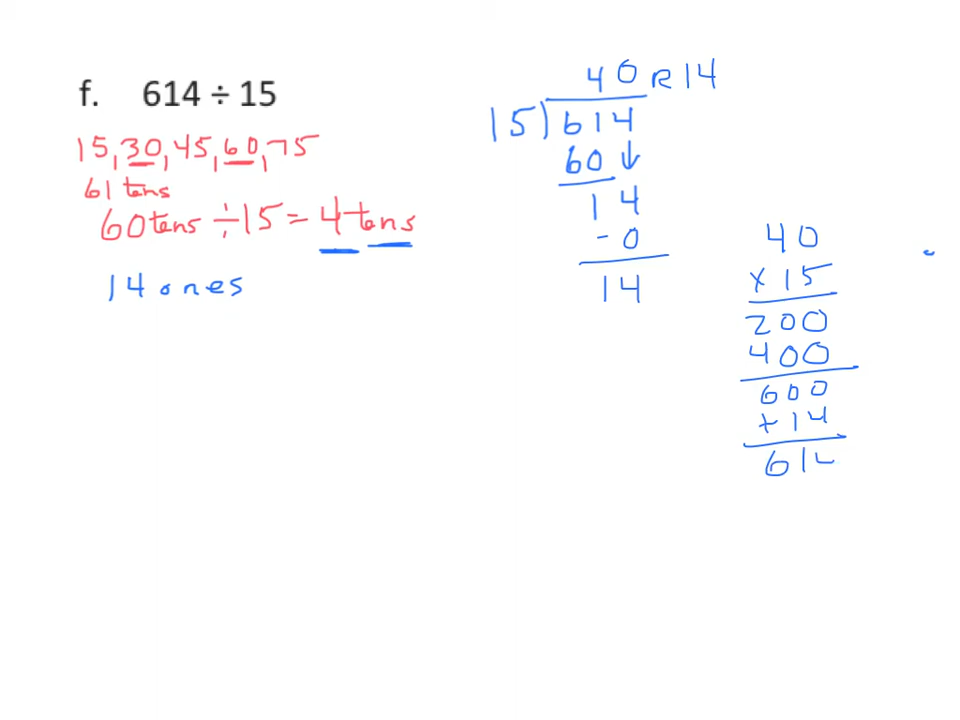 f. 614 ÷ 15
15, 30, 45, 60, 75
61 tens
60 tens ÷ 15 = 4 tens
14 ones
40 R14
15)614
60↓
14
- 0
14
40
x 15
200
400
600
+ 14
614